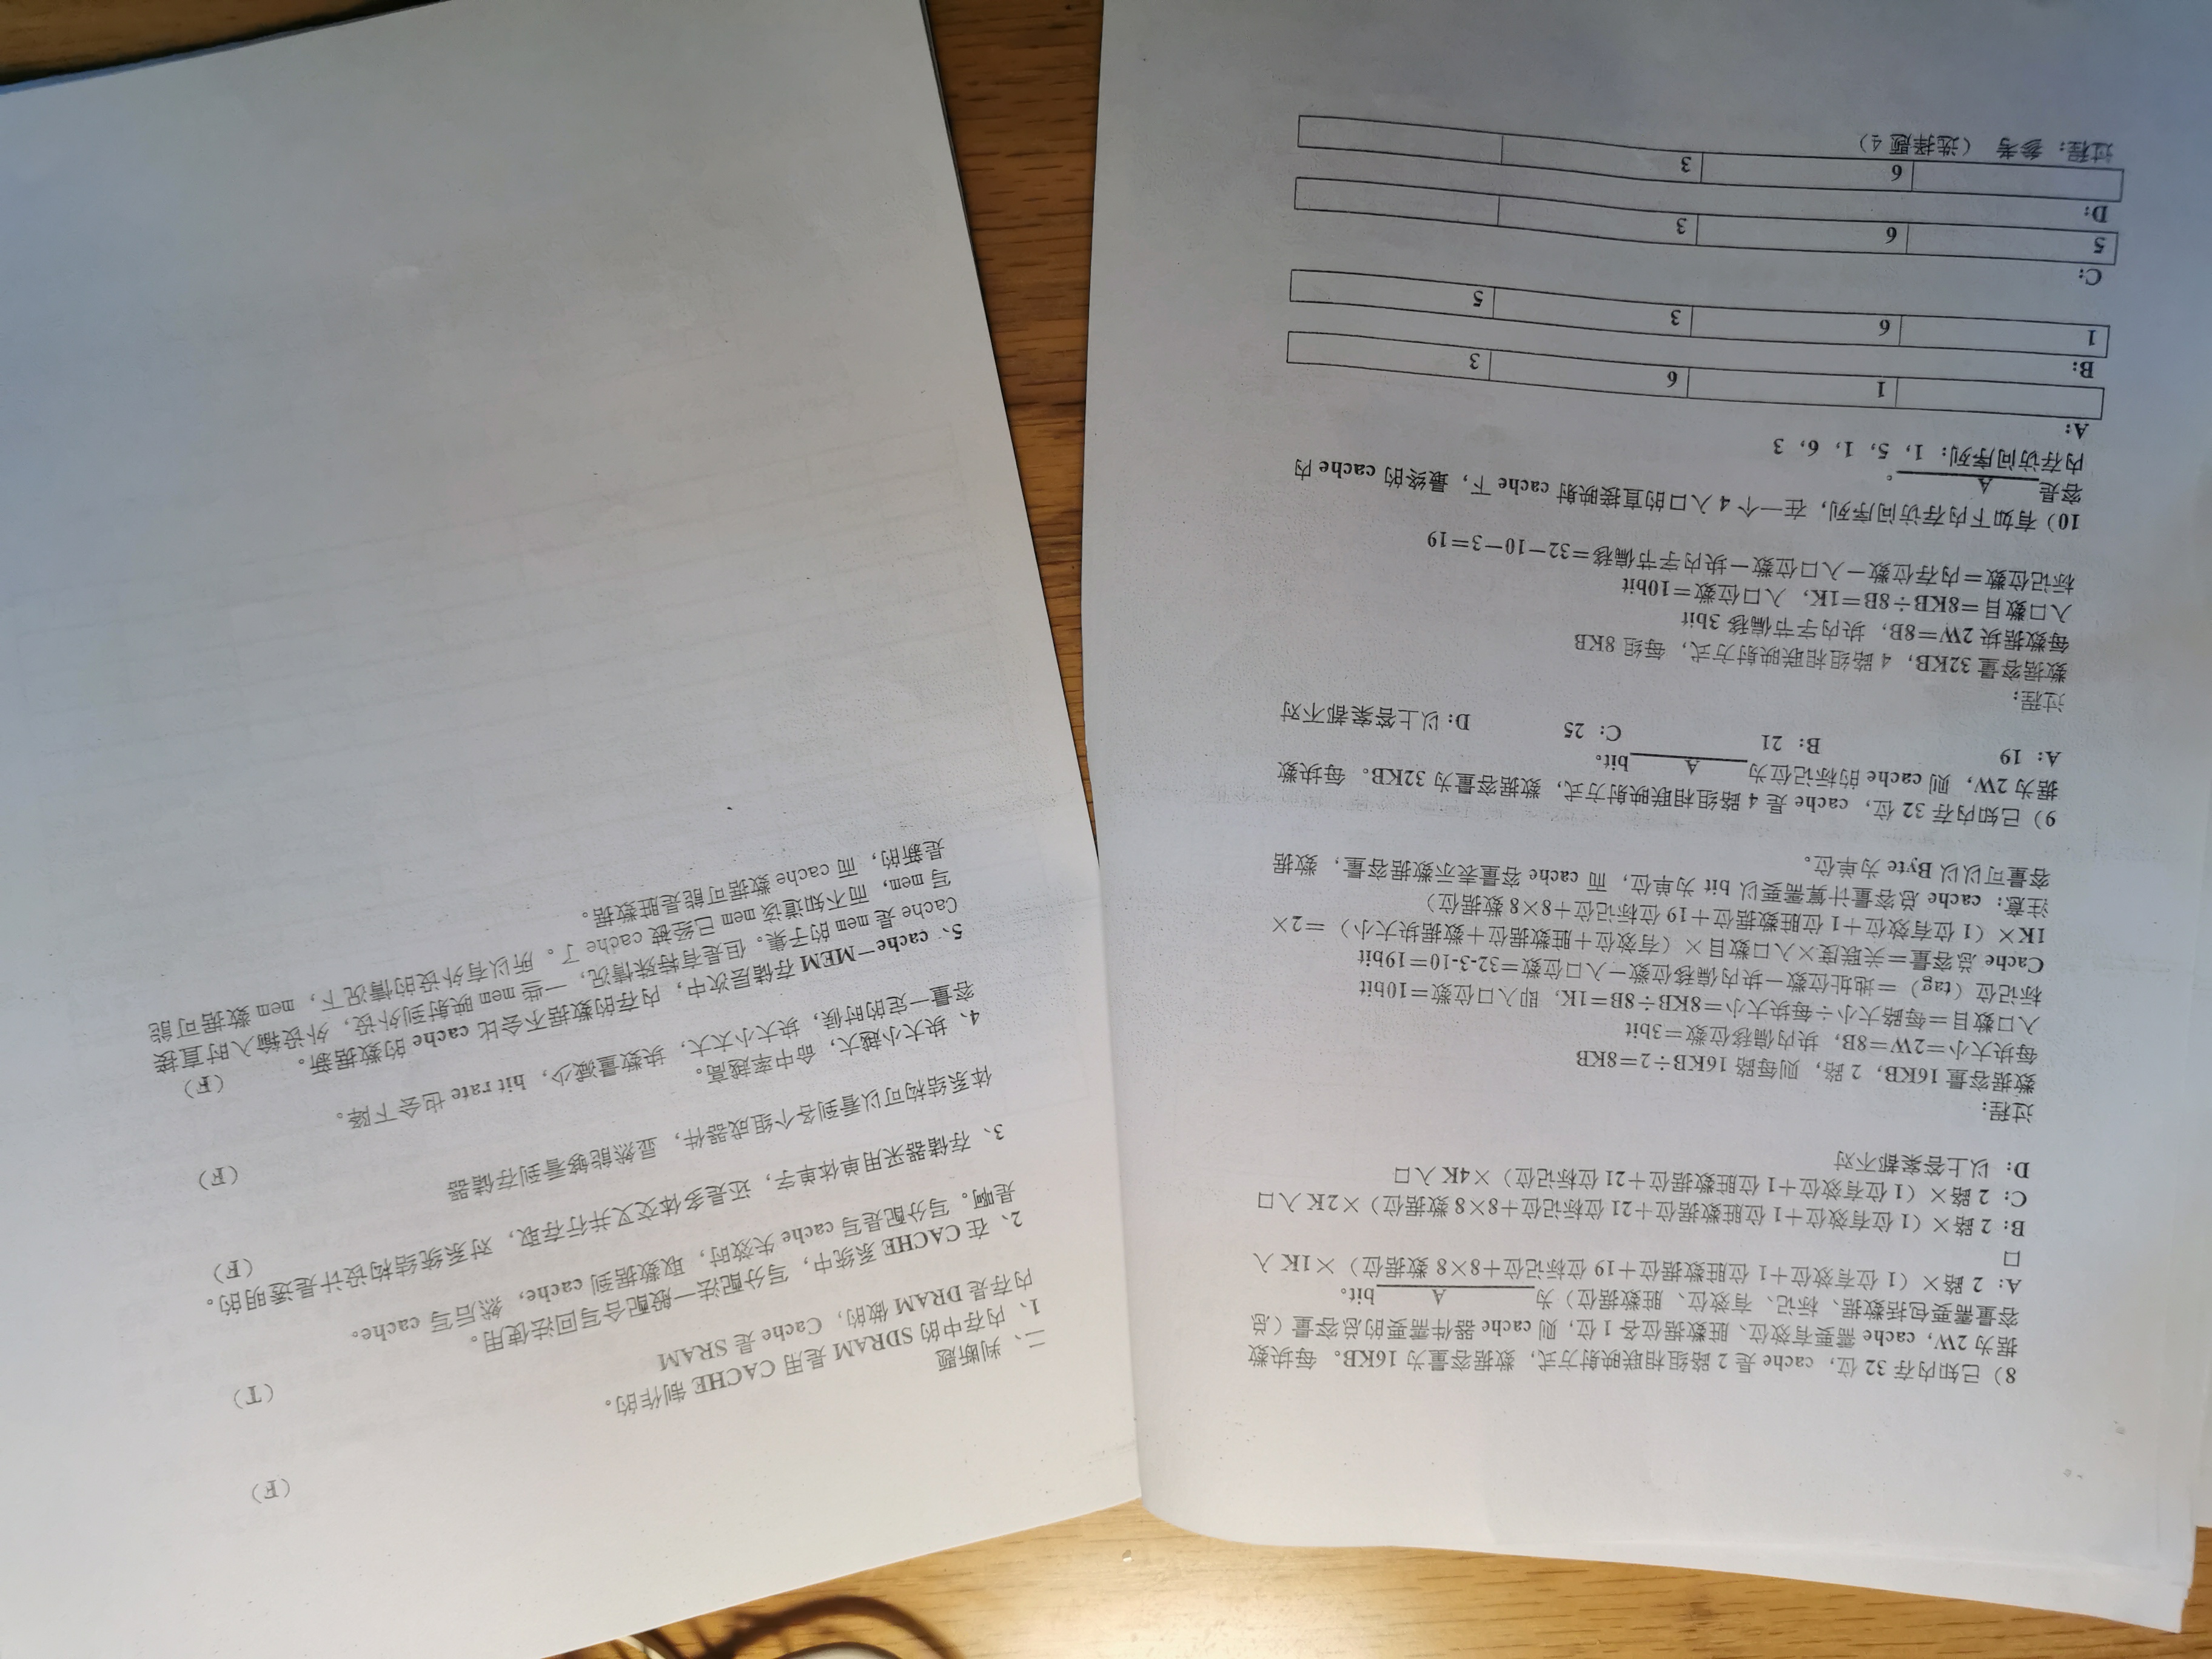 8）已知内存 32 位，cache 是 2 路组相联映射方式，数据容量为 16KB。每块数
据为 2W，cache 需要有效位、脏数据位各 1 位，则 cache 器件需要的总容量（总
容量需要包括数据、标记、有效位、脏数据位）为 A bit。
A：2 路×（1 位有效位＋1 位脏数据位＋19 位标记位＋8×8 数据位）×1K 入
口
B：2 路×（1 位有效位＋1 位脏数据位＋21 位标记位＋8×8 数据位）×2K 入口
C：2 路×（1 位有效位＋1 位脏数据位＋21 位标记位）×4K 入口
D：以上答案都不对
过程：
数据容量 16KB，2 路，则每路 16KB÷2＝8KB
每块大小＝2W＝8B，块内偏移位数＝3bit
入口数目＝每路大小÷每块大小＝8KB÷8B＝1K，即入口位数＝10bit
标记位（tag）＝地址位数－块内偏移位数－入口位数＝32-3-10＝19bit
Cache 总容量＝关联度×入口数目×（有效位＋脏数据位＋数据块大小）＝2×
1K×（1 位有效位＋1 位脏数据位＋19 位标记位＋8×8 数据位）
注意：cache 总容量计算需要以 bit 为单位，而 cache 容量表示数据容量，数据
容量可以以 Byte 为单位。
9）已知内存 32 位，cache 是 4 路组相联映射方式，数据容量为 32KB。每块数
据为 2W，则 cache 的标记位为 A bit。
A：19 B：21 C：25 D：以上答案都不对
过程：
数据容量 32KB，4 路组相联映射方式，每组 8KB
每数据块 2W＝8B，块内字节偏移 3bit
入口数目＝8KB÷8B＝1K，入口位数＝10bit
标记位数＝内存位数－入口位数－块内字节偏移＝32－10－3＝19
10）有如下内存访问序列，在一个 4 入口的直接映射 cache 下，最终的 cache 内
容是 A 。
内存访问序列：1，5，1，6，3
A：
1 6 3
B：
1 6 3 5
C：
5 6 3
D：
6 3
过程：参考（选择题 4）
二、判断题
1、内存中的 SDRAM 是用 CACHE 制作的。 （F）
内存是 DRAM 做的，Cache 是 SRAM
2、在 CACHE 系统中，写分配法一般配合写回法使用。 （T）
是啊。写分配是写 cache 失效时，取数据到 cache，然后写 cache。
3、存储器采用单体单字，还是多体交叉并行存取，对系统结构设计是透明的。
（F）
体系结构可以看到各个组成器件，显然能够看到存储器
4、块大小越大，命中率越高。 （F）
容量一定的时候，块大小太大，块数量减少，hit rate 也会下降。
5、cache－MEM 存储层次中，内存的数据不会比 cache 的数据新。 （F）
Cache 是 mem 的子集。但是有特殊情况，一些 mem 映射到外设，外设输入时直接
写 mem，而不知道该 mem 已经被 cache 了。所以有外设的情况下，mem 数据可能
是新的，而 cache 数据可能是脏数据。